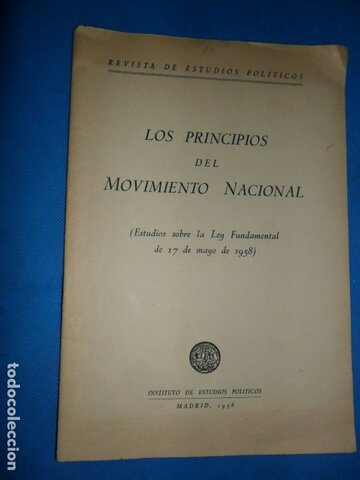 REVISTA DE ESTUDIOS POLITICOS
LOS PRINCIPIOS
DEL
MOVIMIENTO NACIONAL
(Estudios sobre la Ley Fundamental
de 17 de mayo de 1958)
INSTITUTO DE ESTUDIOS POLITICOS
MADRID, 1958
todocoleccion.net